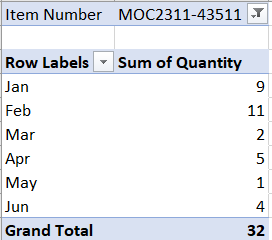 Item Number MOC2311-43511
Row Labels Sum of Quantity
Jan 9
Feb 11
Mar 2
Apr 5
May 1
Jun 4
Grand Total 32